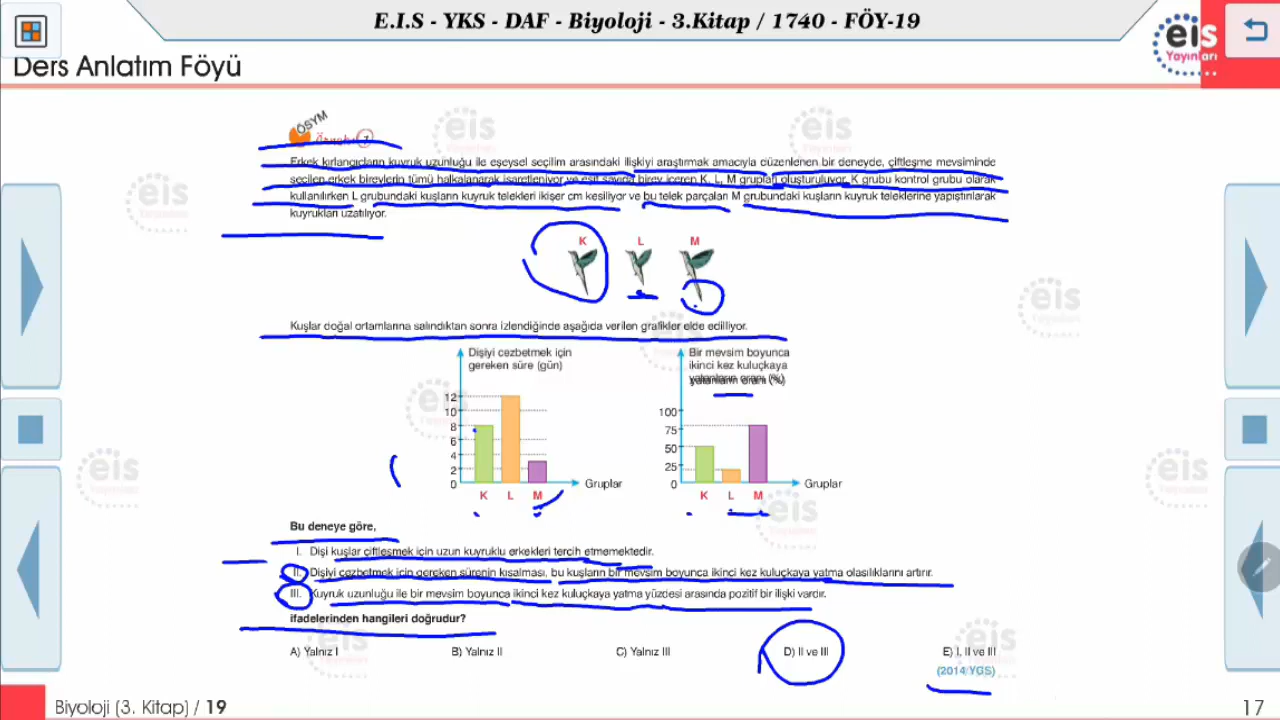 E.I.S - YKS - DAF - Biyoloji - 3.Kitap / 1740 - FÖY-19
eis
Yayınları
Ders Anlatım Föyü
ÖSYM
Örnek: 1
Erkek kırlangıçların kuyruk uzunluğu ile eşeysel seçilim arasındaki ilişkiyi araştırmak amacıyla düzenlenen bir deneyde, çiftleşme mevsiminde
seçilen erkek bireylerin tümü halkalanarak işaretleniyor ve eşit sayıda birey içeren K, L, M grupları oluşturuluyor. K grubu kontrol grubu olarak
kullanılırken L grubundaki kuşların kuyruk telekleri ikişer cm kesiliyor ve bu telek parçaları M grubundaki kuşların kuyruk teleklerine yapıştırılarak
kuyrukları uzatılıyor.
K L M
Kuşlar doğal ortamlarına salındıktan sonra izlendiğinde aşağıda verilen grafikler elde ediliyor.
Dişiyi cezbetmek için
gereken süre (gün)
12
10
8
6
4
2
0
K L M
Gruplar
Bir mevsim boyunca
ikinci kez kuluçkaya
yatanların oranı (%)
100
75
50
25
0
K L M
Gruplar
Bu deneye göre,
I. Dişi kuşlar çiftleşmek için uzun kuyruklu erkekleri tercih etmemektedir.
II. Dişiyi cezbetmek için gereken sürenin kısalması, bu kuşların bir mevsim boyunca ikinci kez kuluçkaya yatma olasılıklarını artırır.
III. Kuyruk uzunluğu ile bir mevsim boyunca ikinci kez kuluçkaya yatma yüzdesi arasında pozitif bir ilişki vardır.
ifadelerinden hangileri doğrudur?
A) Yalnız I B) Yalnız II C) Yalnız III D) II ve III E) I, II ve III
(2014/YGS)
Biyoloji (3. Kitap) / 19
17